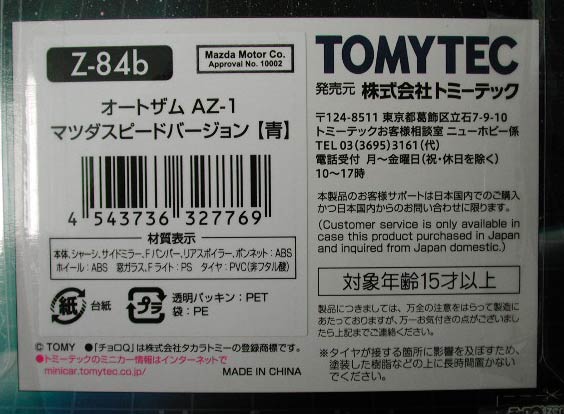 Z-84b
Mazda Motor Co.
Approval No. 10002
オートザム AZ-1
マツダスピードバージョン【青】
4 543736 327769
材質表示
本体、シャーシ、サイドミラー、Fバンパー、リアスポイラー、ボンネット:ABS
ホイール:ABS 窓ガラス、Fライト:PS タイヤ:PVC(非フタル酸)
紙 台紙
プラ 透明パッキン:PET
袋:PE
© TOMY ●「チョロQ」は株式会社タカラトミーの登録商標です。
●トミーテックのミニカー情報はインターネットで
minicar.tomytec.co.jp/
MADE IN CHINA
TOMYTEC
発売元 株式会社トミーテック
〒124-8511 東京都葛飾区立石7-9-10
トミーテックお客様相談室 ニューホビー係
TEL 03(3695)3161(代)
電話受付 月〜金曜日(祝・休日を除く)
10〜17時
本製品のお客様サポートは日本国内でのご購入
かつ日本国内からのお問い合わせに限ります。
(Customer service is only available in
case this product purchased in Japan
and inquired from Japan domestic.)
対象年齢15才以上
製品につきましては、万全の注意をはらって製造に
あたっておりますが、万一お気付きの点がございまし
たら上記までご連絡ください。
※タイヤが接する箇所に影響を及ぼすため、
塗装した樹脂などの上に長時間置かない
でください。